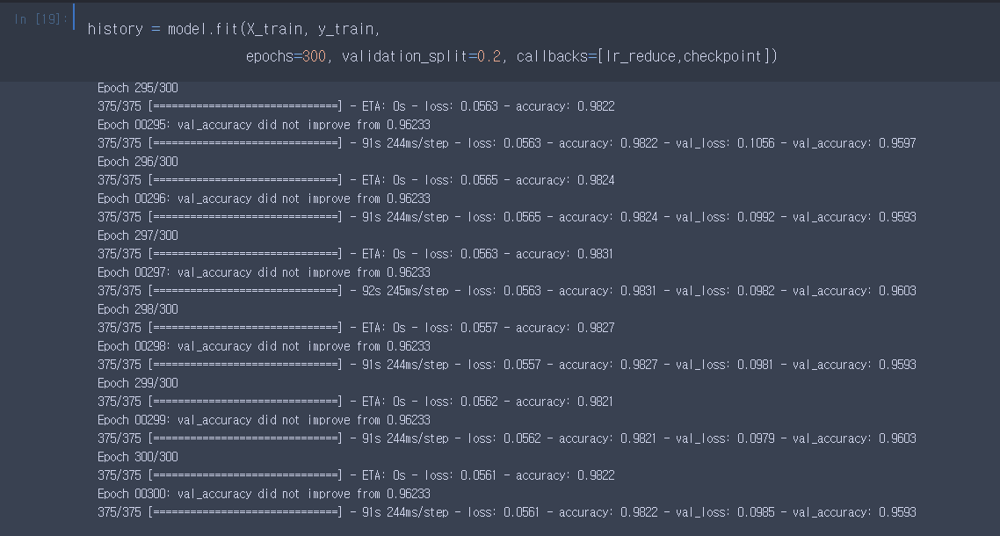 In [19]:
history = model.fit(X_train, y_train,
epochs=300, validation_split=0.2, callbacks=[lr_reduce,checkpoint])
Epoch 295/300
375/375 [==============================] - ETA: 0s - loss: 0.0563 - accuracy: 0.9822
Epoch 00295: val_accuracy did not improve from 0.96233
375/375 [==============================] - 91s 244ms/step - loss: 0.0563 - accuracy: 0.9822 - val_loss: 0.1056 - val_accuracy: 0.9597
Epoch 296/300
375/375 [==============================] - ETA: 0s - loss: 0.0565 - accuracy: 0.9824
Epoch 00296: val_accuracy did not improve from 0.96233
375/375 [==============================] - 91s 244ms/step - loss: 0.0565 - accuracy: 0.9824 - val_loss: 0.0992 - val_accuracy: 0.9593
Epoch 297/300
375/375 [==============================] - ETA: 0s - loss: 0.0563 - accuracy: 0.9831
Epoch 00297: val_accuracy did not improve from 0.96233
375/375 [==============================] - 92s 245ms/step - loss: 0.0563 - accuracy: 0.9831 - val_loss: 0.0982 - val_accuracy: 0.9603
Epoch 298/300
375/375 [==============================] - ETA: 0s - loss: 0.0557 - accuracy: 0.9827
Epoch 00298: val_accuracy did not improve from 0.96233
375/375 [==============================] - 91s 244ms/step - loss: 0.0557 - accuracy: 0.9827 - val_loss: 0.0981 - val_accuracy: 0.9593
Epoch 299/300
375/375 [==============================] - ETA: 0s - loss: 0.0562 - accuracy: 0.9821
Epoch 00299: val_accuracy did not improve from 0.96233
375/375 [==============================] - 91s 244ms/step - loss: 0.0562 - accuracy: 0.9821 - val_loss: 0.0979 - val_accuracy: 0.9603
Epoch 300/300
375/375 [==============================] - ETA: 0s - loss: 0.0561 - accuracy: 0.9822
Epoch 00300: val_accuracy did not improve from 0.96233
375/375 [==============================] - 91s 244ms/step - loss: 0.0561 - accuracy: 0.9822 - val_loss: 0.0985 - val_accuracy: 0.9593